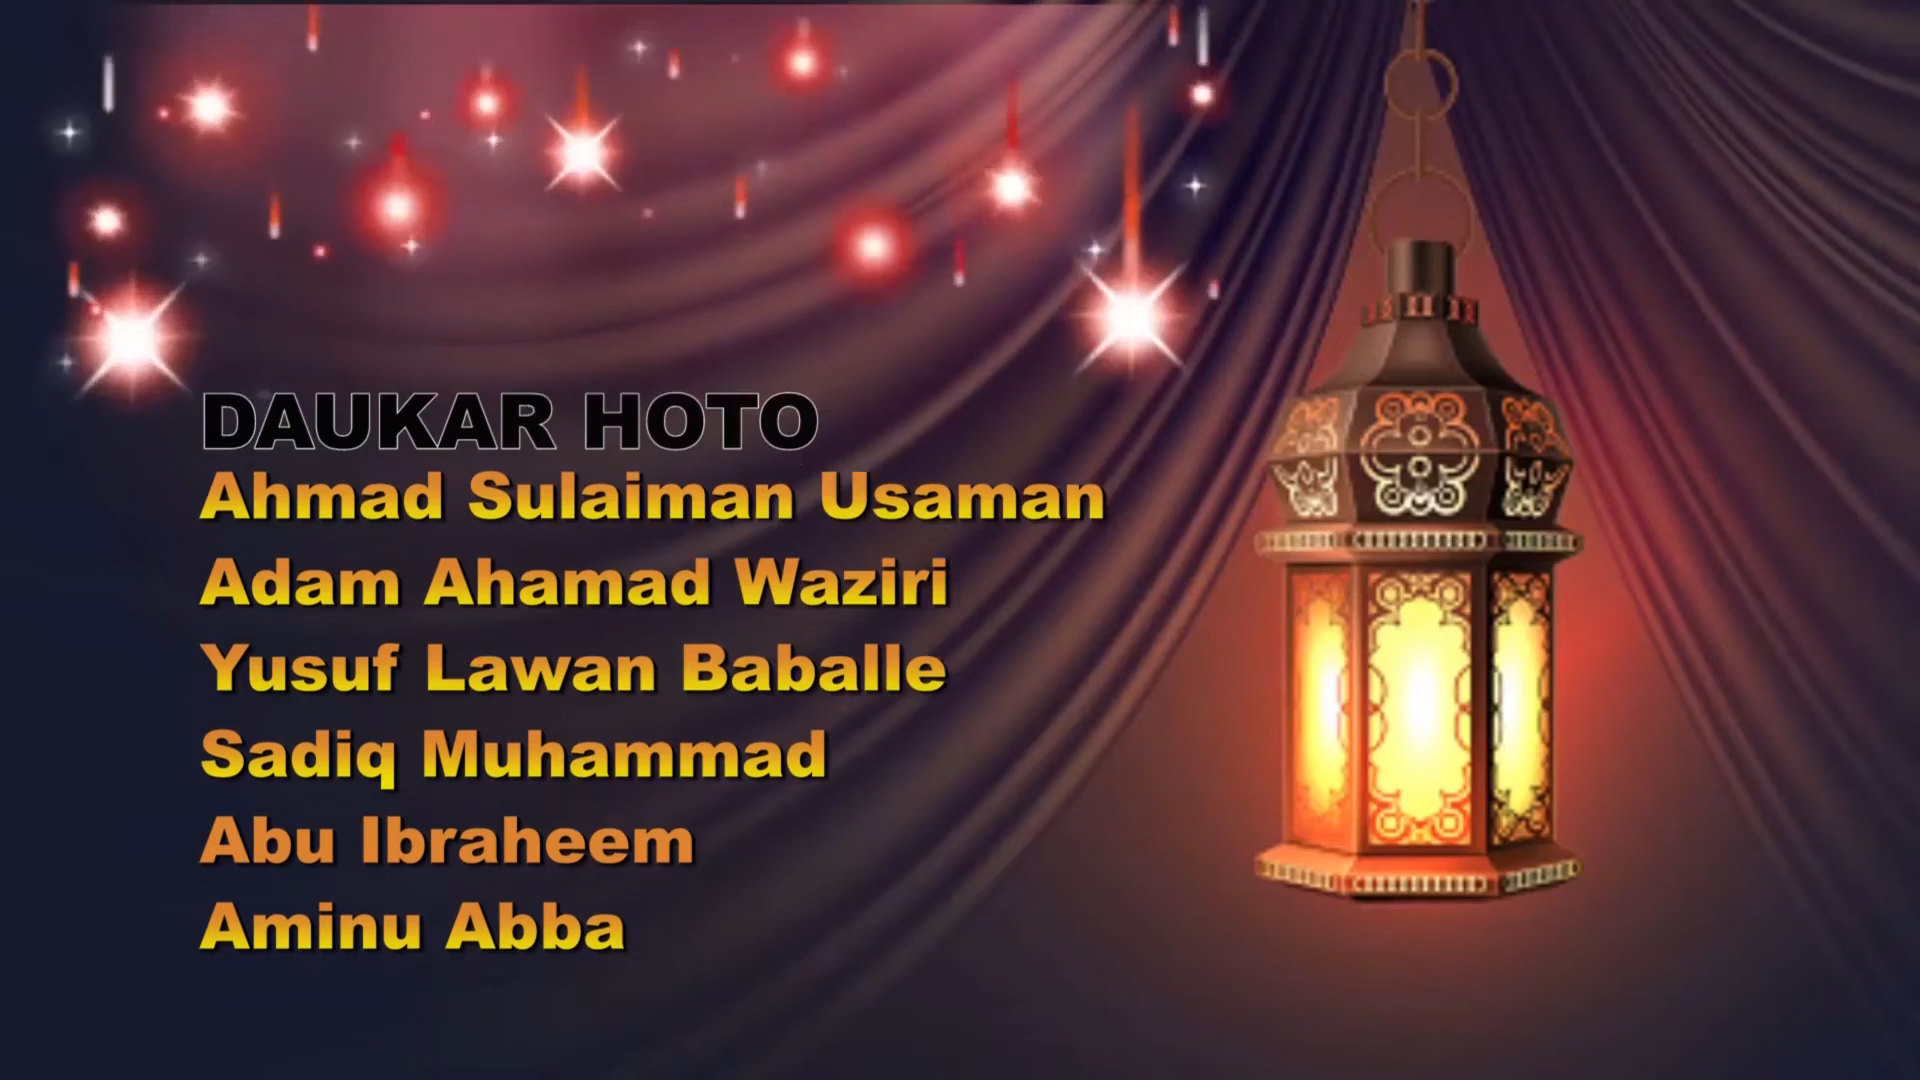 DAUKAR HOTO
Ahmad Sulaiman Usaman
Adam Ahamad Waziri
Yusuf Lawan Baballe
Sadiq Muhammad
Abu Ibraheem
Aminu Abba